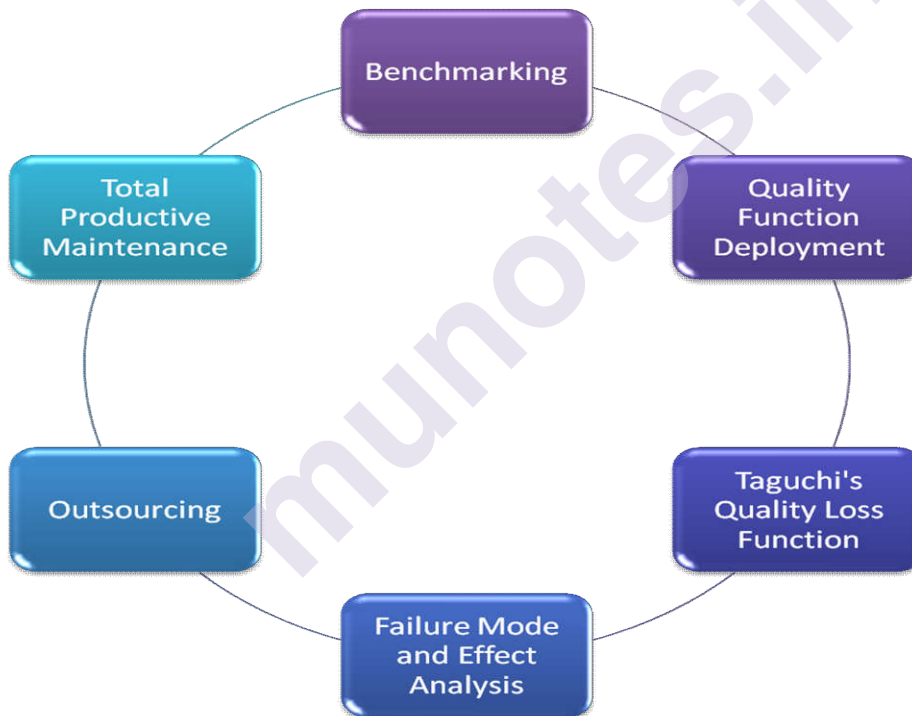 Benchmarking
Quality
Function
Deployment
Taguchi's
Quality Loss
Function
Failure Mode
and Effect
Analysis
Outsourcing
Total
Productive
Maintenance
munotes.in